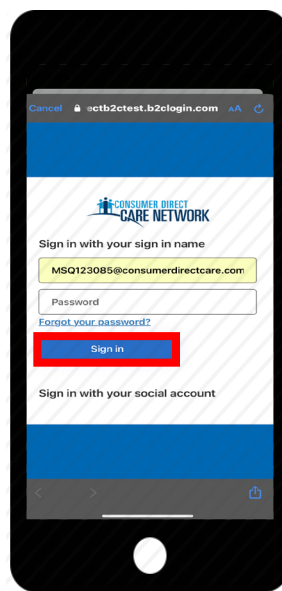 Cancel ectb2ctest.b2clogin.com AA
CONSUMER DIRECT
CARE NETWORK
Sign in with your sign in name
MSQ123085@consumerdirectcare.com
Password
Forgot your password?
Sign in
Sign in with your social account